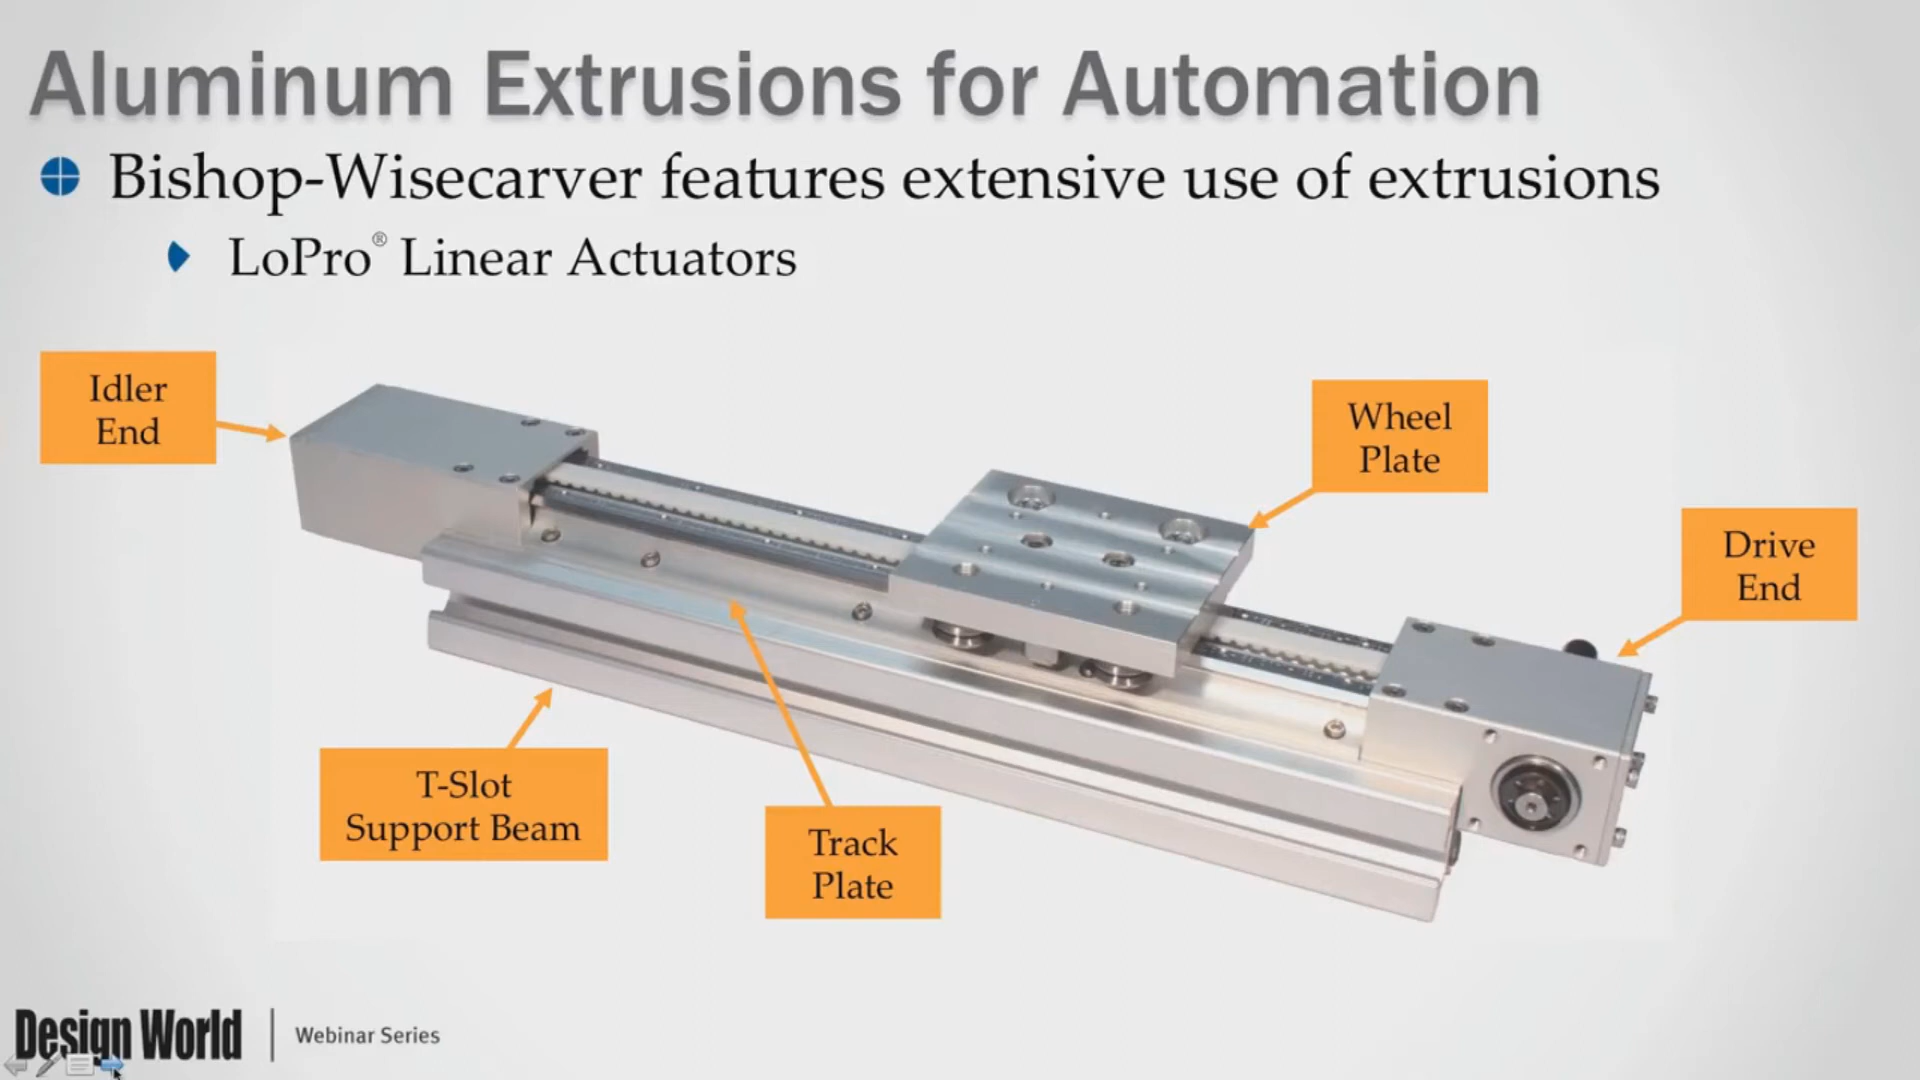 Aluminum Extrusions for Automation
Bishop-Wisecarver features extensive use of extrusions
LoPro® Linear Actuators
Idler
End
Wheel
Plate
Drive
End
T-Slot
Support Beam
Track
Plate
Design World
Webinar Series